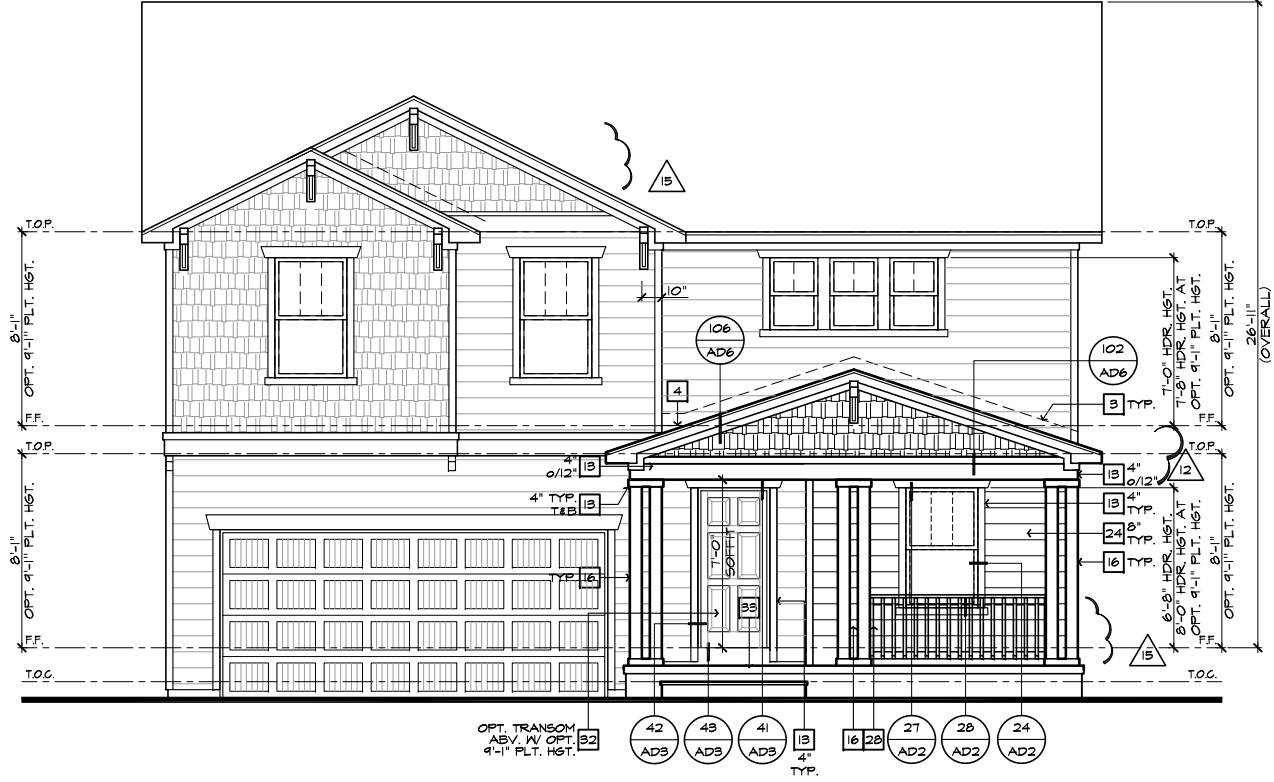 T.O.P.
8'-1"
OPT. 9'-1" PLT. HGT.
F.F.
T.O.P.
8'-1"
OPT. 9'-1" PLT. HGT.
F.F.
T.O.C.
15
10"
106
AD6
4
102
AD6
3 TYP.
T.O.P.
7'-0" HDR. HGT.
7'-8" HDR. HGT. AT
OPT. 9'-1" PLT. HGT.
8'-1"
OPT. 9'-1" PLT. HGT.
26'-11"
(OVERALL)
F.F.
T.O.P.
12
4"
o/12"
13
4" TYP.
T&B
13
TYP.
16
7'-0"
SOFFIT
33
13
4"
o/12"
13
4"
TYP.
24
8"
TYP.
16 TYP.
6'-8" HDR. HGT.
8'-0" HDR. HGT. AT
OPT. 9'-1" PLT. HGT.
8'-1"
OPT. 9'-1" PLT. HGT.
F.F.
15
T.O.C.
OPT. TRANSOM
ABV. W/ OPT.
9'-1" PLT. HGT.
32
42
AD3
43
AD3
41
AD3
13
4"
TYP.
16
28
27
AD2
28
AD2
24
AD2